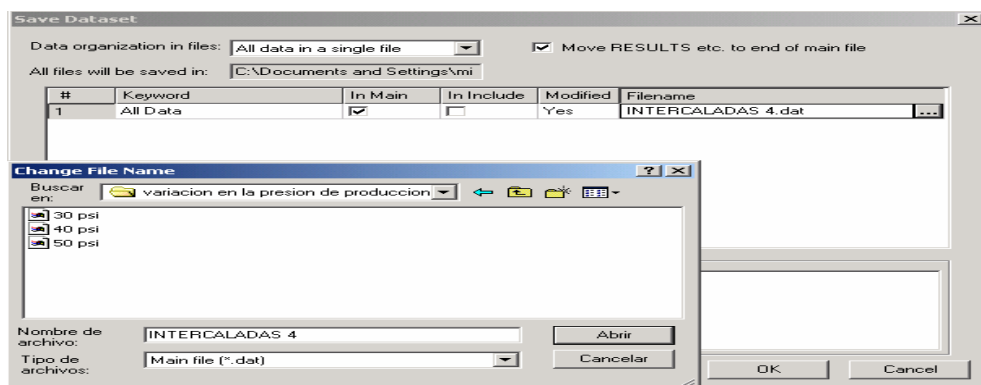 Save Dataset
Data organization in files: All data in a single file Move RESULTS etc. to end of main file
All files will be saved in: C:\Documents and Settings\mi
# Keyword In Main In Include Modified Filename
1 All Data Yes INTERCALADAS 4.dat ...
Change File Name
Buscar en: variacion en la presion de produccion
30 psi
40 psi
50 psi
Nombre de archivo: INTERCALADAS 4 Abrir
Tipo de archivos: Main file (*.dat) Cancelar
OK Cancel